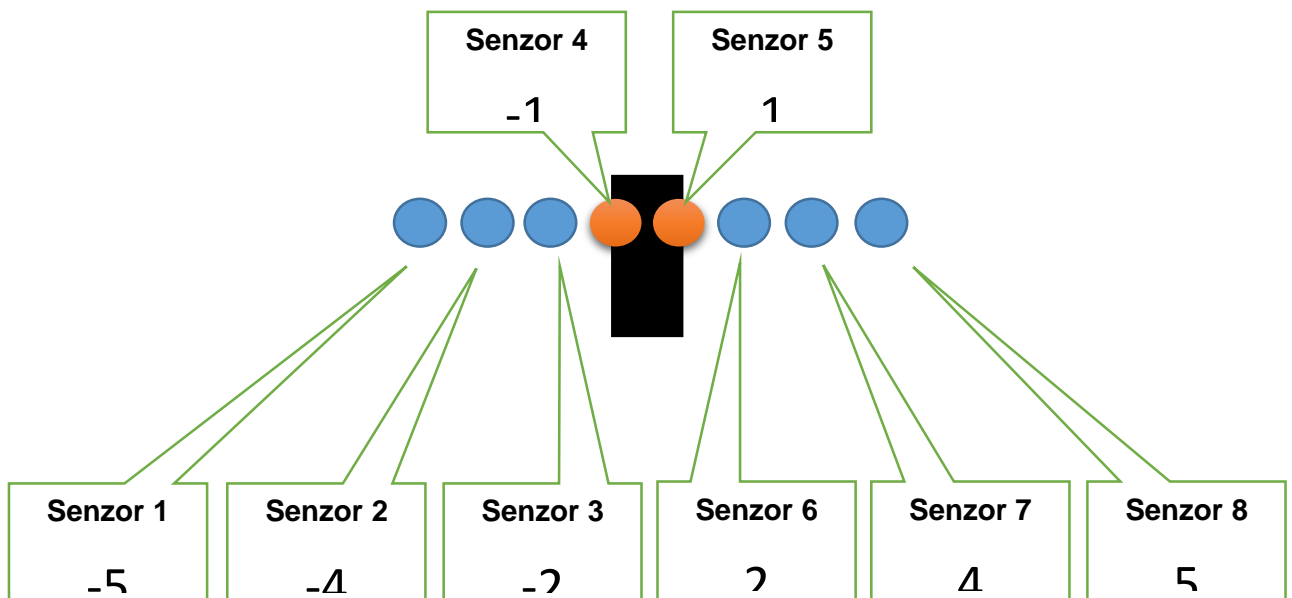 Senzor 4
-1
Senzor 5
1
Senzor 1
-5
Senzor 2
-4
Senzor 3
-2
Senzor 6
2
Senzor 7
4
Senzor 8
5